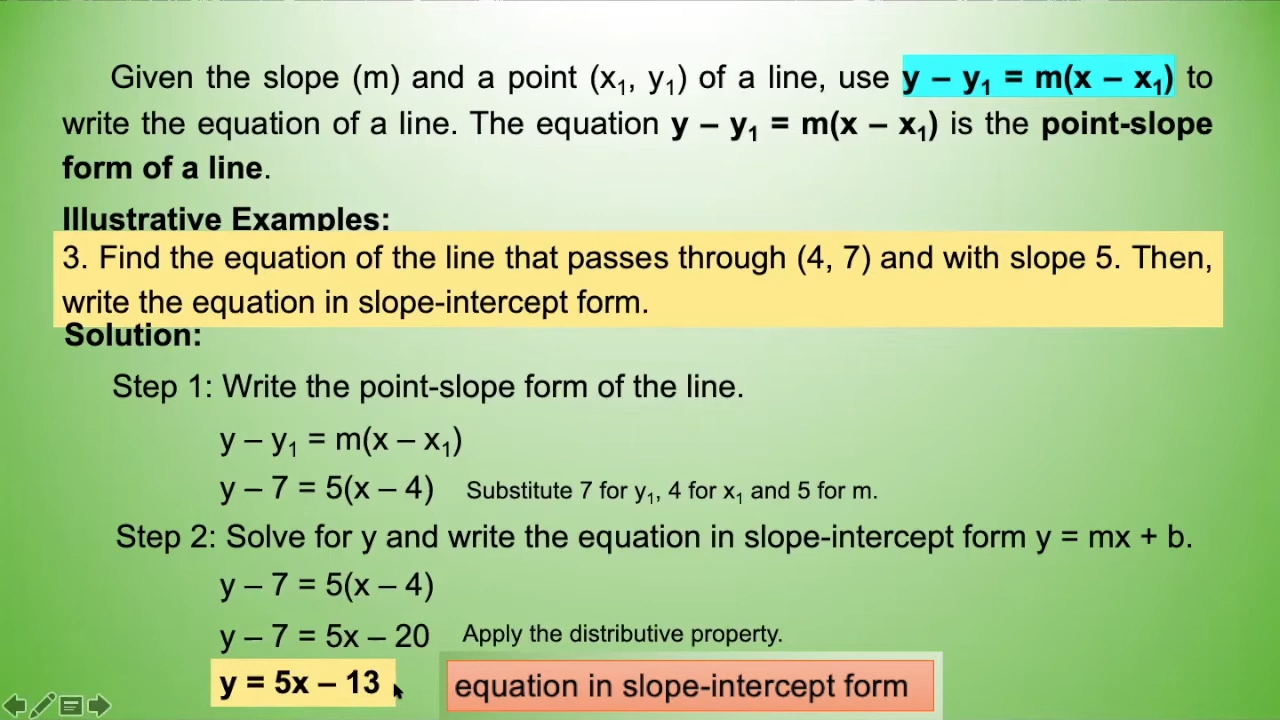 Given the slope (m) and a point (x₁, y₁) of a line, use y – y₁ = m(x – x₁) to
write the equation of a line. The equation y – y₁ = m(x – x₁) is the point-slope
form of a line.
Illustrative Examples:
3. Find the equation of the line that passes through (4, 7) and with slope 5. Then,
write the equation in slope-intercept form.
Solution:
Step 1: Write the point-slope form of the line.
y – y₁ = m(x – x₁)
y – 7 = 5(x – 4) Substitute 7 for y₁, 4 for x₁ and 5 for m.
Step 2: Solve for y and write the equation in slope-intercept form y = mx + b.
y – 7 = 5(x – 4)
y – 7 = 5x – 20 Apply the distributive property.
y = 5x – 13 equation in slope-intercept form